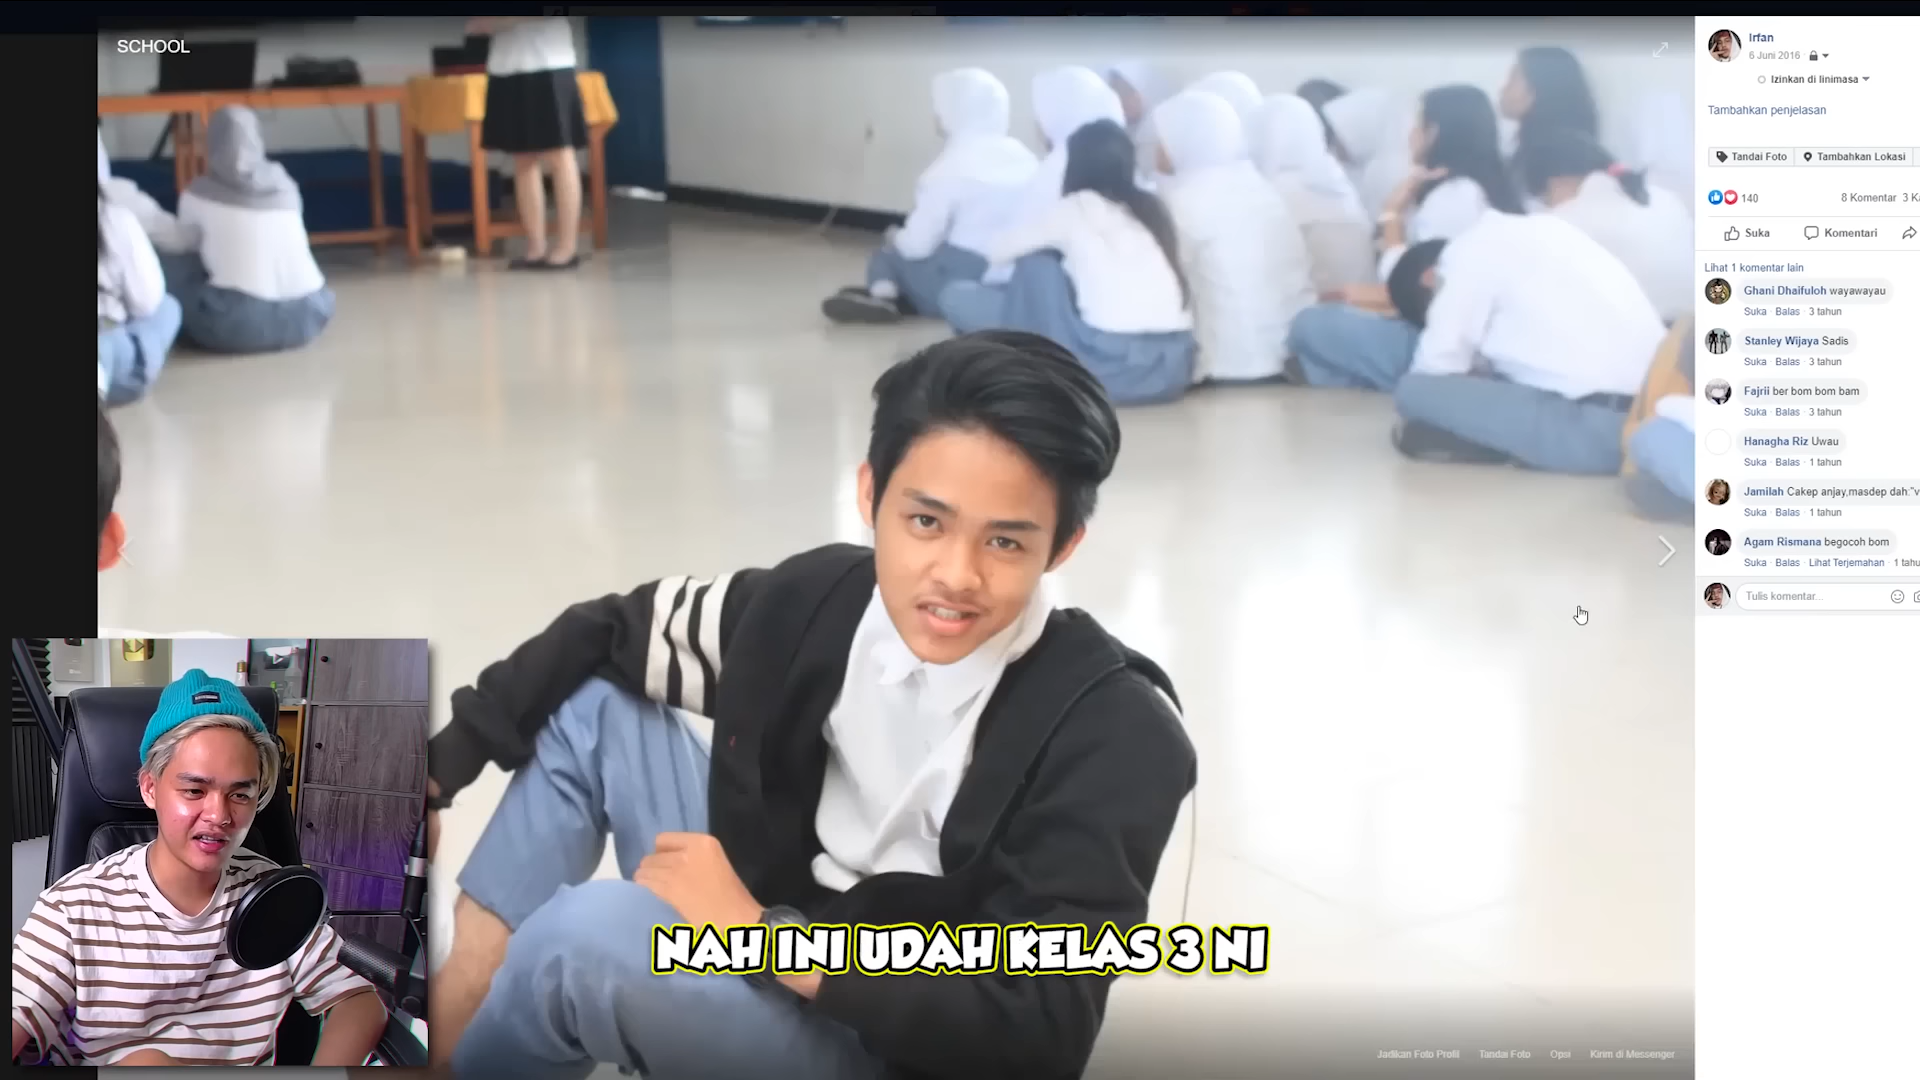 SCHOOL
Irfan
6 Juni 2016
Izinkan di linimasa
Tambahkan penjelasan
Tandai Foto
Tambahkan Lokasi
140
8 Komentar 3 Ka
Suka
Komentari
Lihat 1 komentar lain
Ghani Dhaifuloh wayawayau
Suka · Balas · 3 tahun
Stanley Wijaya Sadis
Suka · Balas · 3 tahun
Fajrii ber bom bom bam
Suka · Balas · 3 tahun
Hanagha Riz Uwau
Suka · Balas · 1 tahun
Jamilah Cakep anjay,masdep dah:"v
Suka · Balas · 1 tahun
Agam Rismana begocoh bom
Suka · Balas · Lihat Terjemahan · 1 tahu
Tulis komentar...
NAH INI UDAH KELAS 3 NI
Jadikan Foto Profil Tandai Foto Opsi Kirim di Messenger